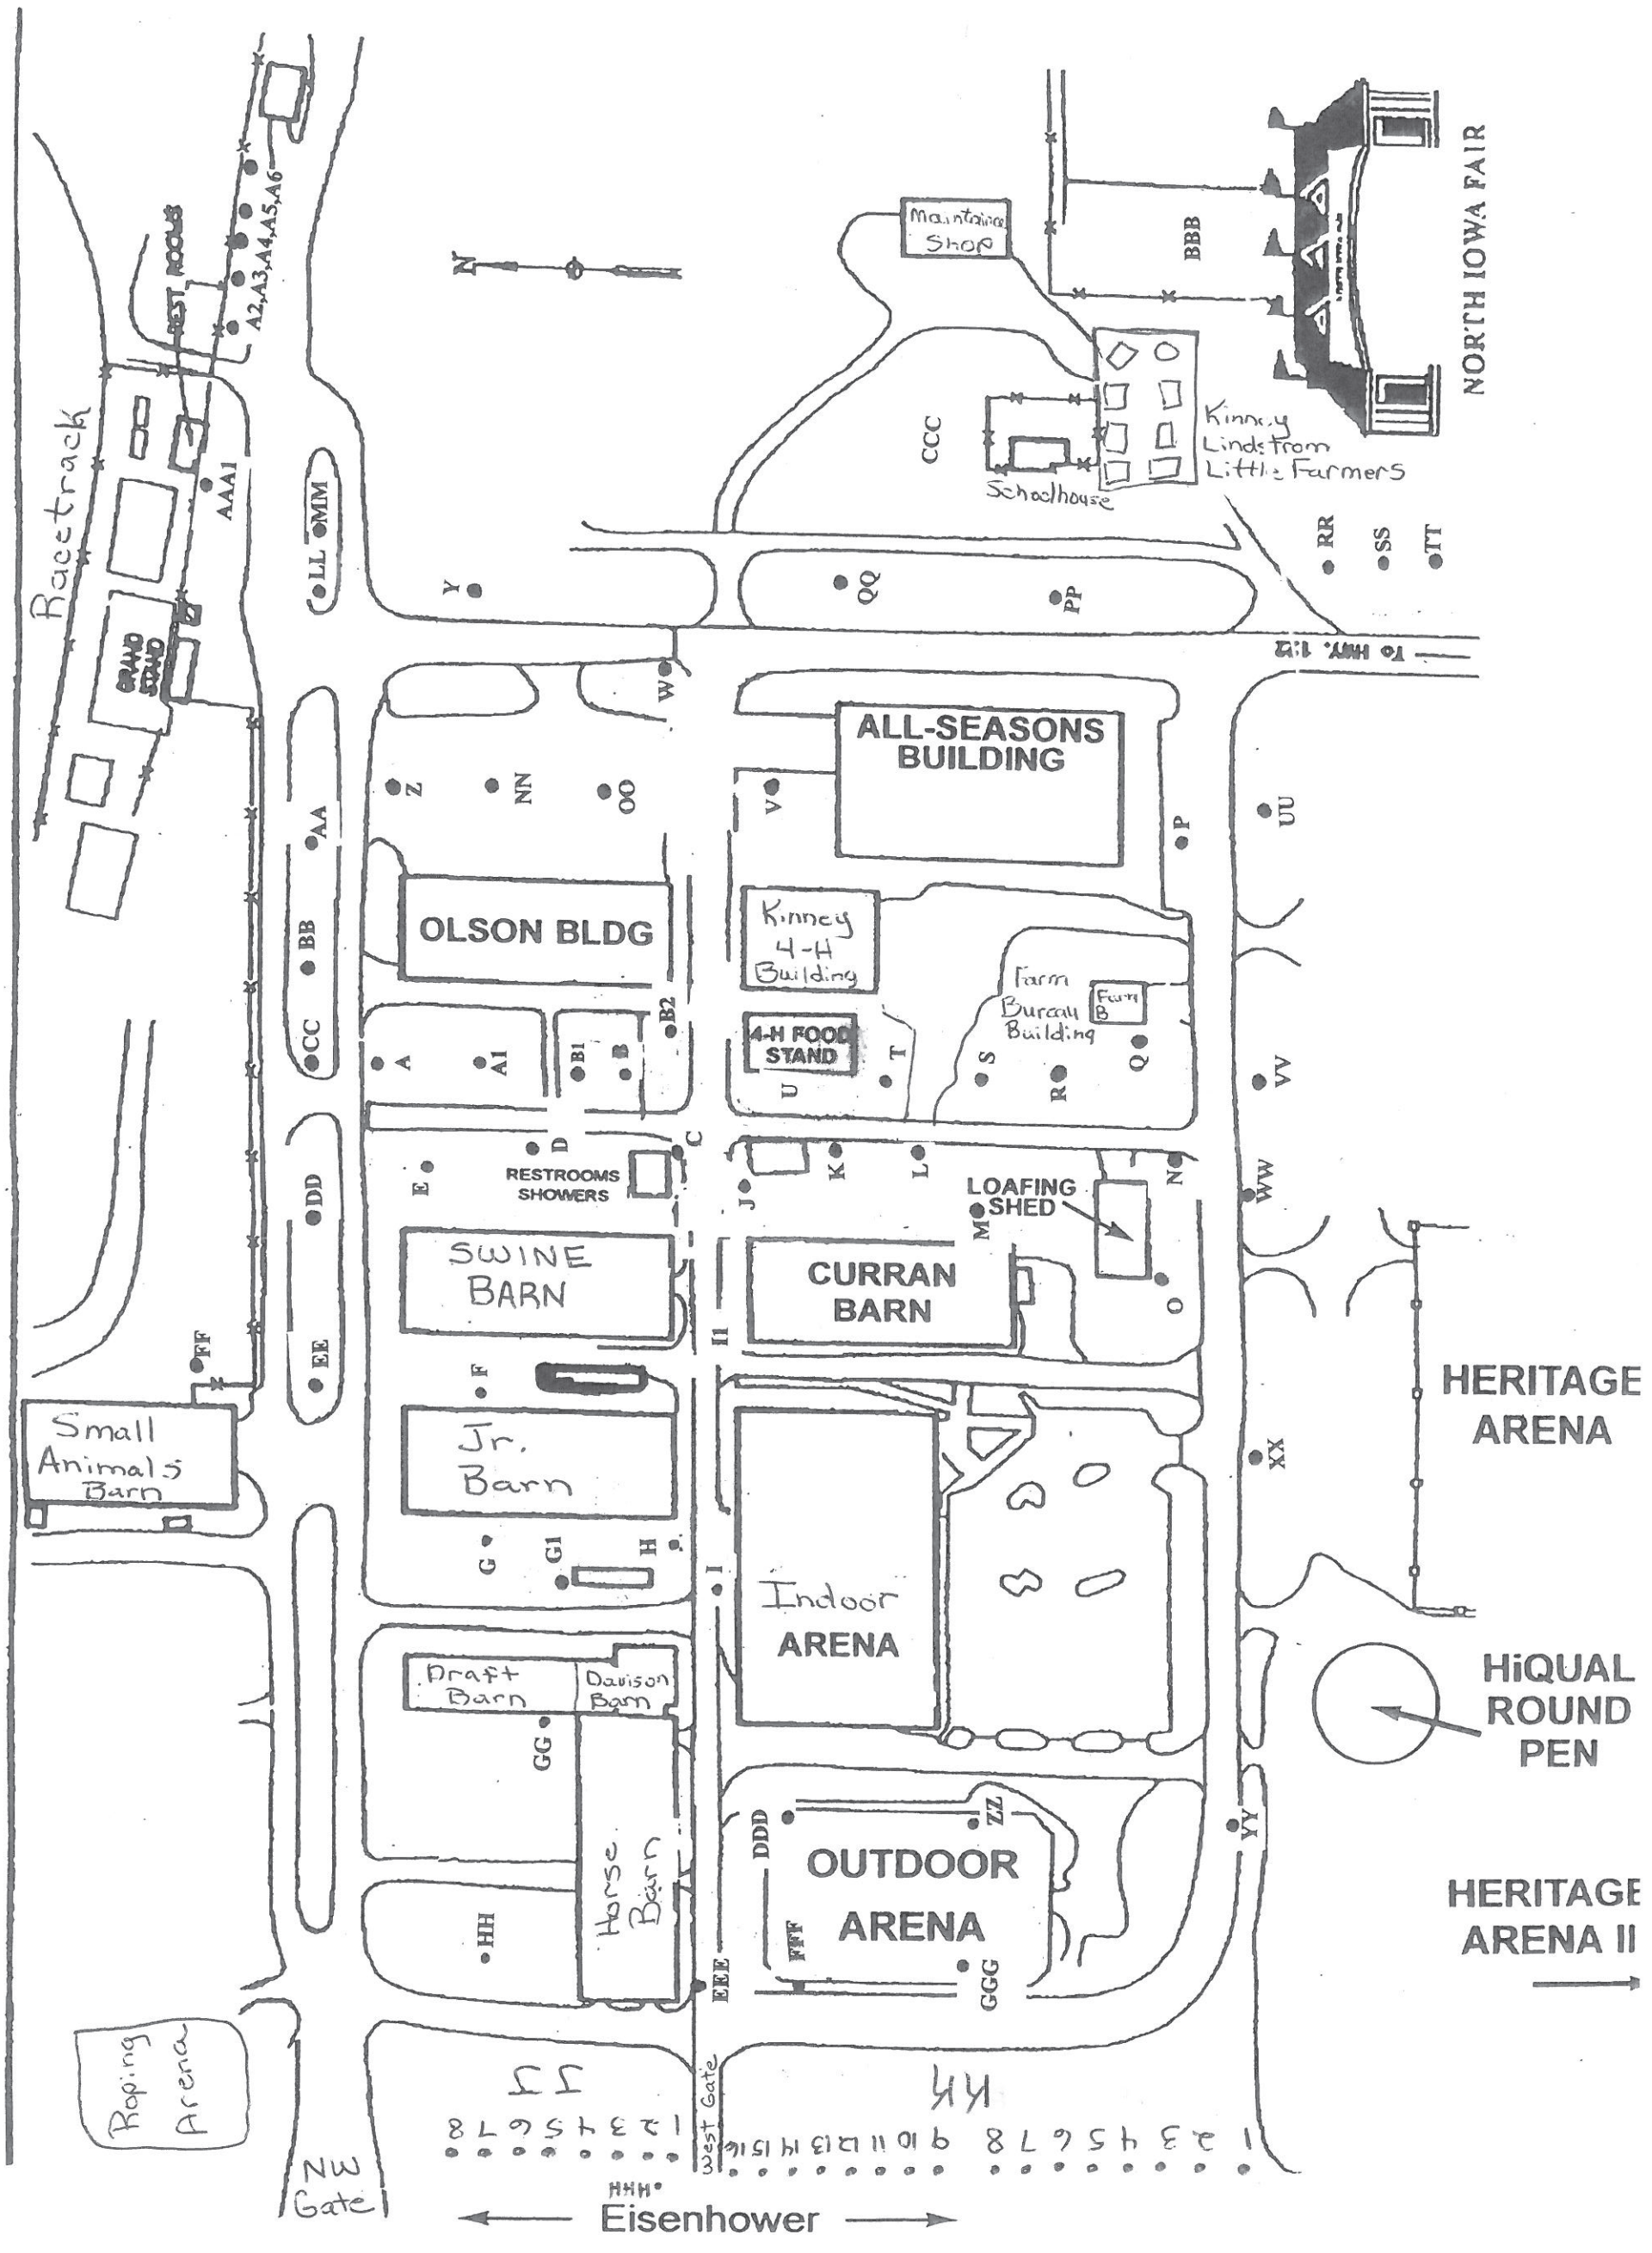 Racetrack
GRAND
STAND
REST ROOMS
A2,A3,A4,A5,A6
AAA1
N
LL
MM
Y
Maintaince
Shop
BBB
NORTH IOWA FAIR
CCC
Schoolhouse
Kinney
Lindstrom
Little Farmers
QQ
PP
RR
SS
TT
W
ALL-SEASONS
BUILDING
AA
Z
NN
OO
V
P
UU
BB
OLSON BLDG
Kinney
4-H
Building
Farm
Bureau
Building
Farm
B
CC
A
A1
B1
B
B2
4-H FOOD
STAND
U
T
S
R
Q
VV
DD
E
D
RESTROOMS
SHOWERS
C
J
K
L
LOAFING
SHED
M
N
WW
SWINE
BARN
CURRAN
BARN
O
I1
FF
EE
F
HERITAGE
ARENA
Small
Animals
Barn
Jr.
Barn
XX
G
G1
H
I
Indoor
ARENA
Draft
Barn
Davison
Barn
HiQUAL
ROUND
PEN
GG
Horse
Barn
HH
DDD
ZZ
OUTDOOR
ARENA
FFF
GGG
EEE
YY
HERITAGE
ARENA II
Roping
Arena
JJ
KK
8 7 6 5 4 3 2 1
West Gate
16 15 14 13 12 11 10 9 8 7 6 5 4 3 2 1
NW
Gate
HHH
Eisenhower